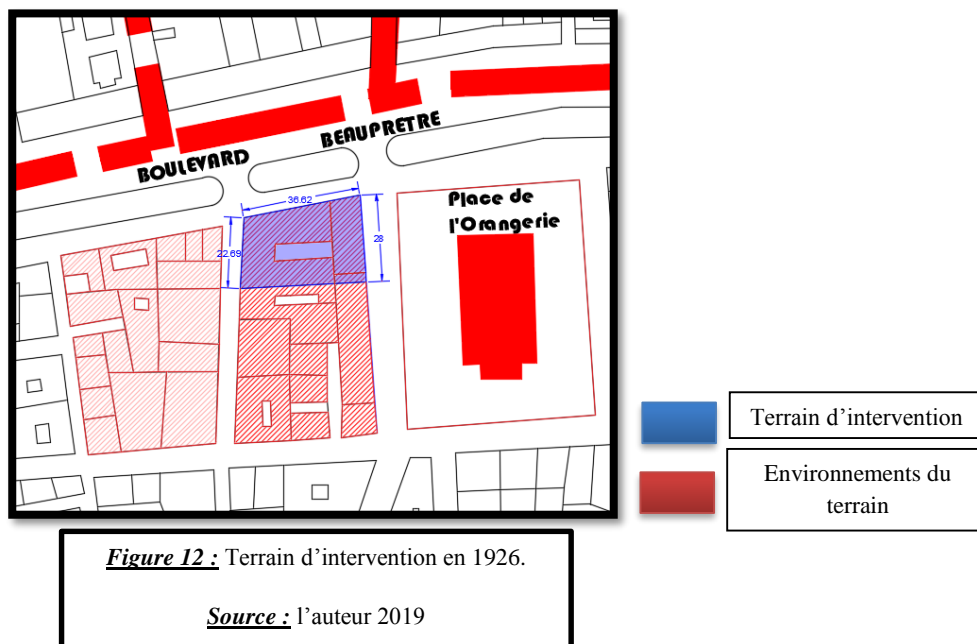 BOULEVARD
BEAUPRETRE
36.62
22.69
28
Place de
l'Orangerie
Terrain d'intervention
Environnements du
terrain
Figure 12 : Terrain d'intervention en 1926.
Source : l'auteur 2019